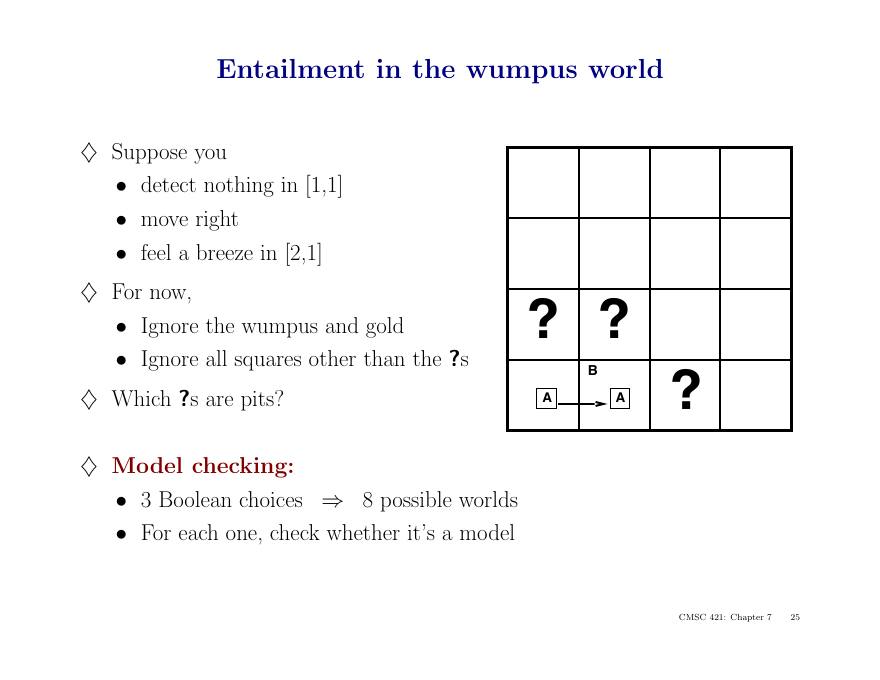 Entailment in the wumpus world
♢ Suppose you
• detect nothing in [1,1]
• move right
• feel a breeze in [2,1]
♢ For now,
• Ignore the wumpus and gold
• Ignore all squares other than the ?s
♢ Which ?s are pits?
? ?
B
A A ?
♢ Model checking:
• 3 Boolean choices ⇒ 8 possible worlds
• For each one, check whether it's a model
CMSC 421: Chapter 7 25